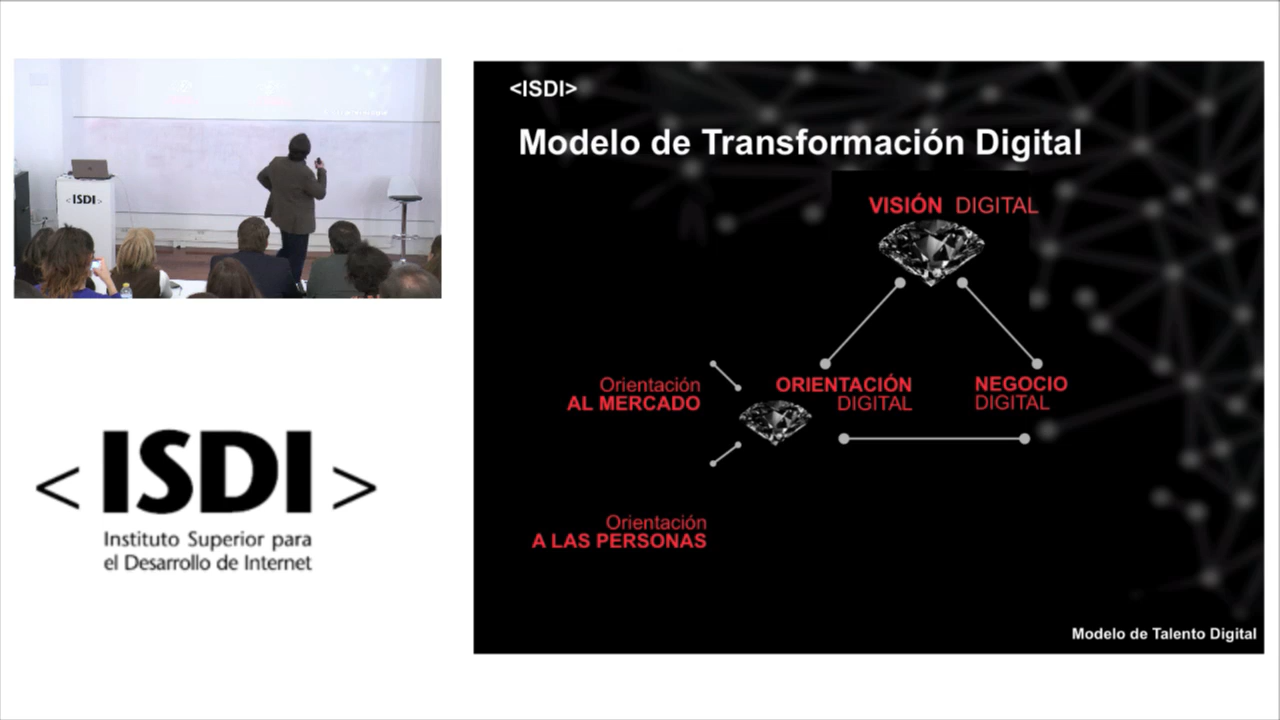 <ISDI>
<ISDI>
Instituto Superior para
el Desarrollo de Internet
<ISDI>
Modelo de Transformación Digital
VISIÓN DIGITAL
Orientación
AL MERCADO
ORIENTACIÓN
DIGITAL
NEGOCIO
DIGITAL
Orientación
A LAS PERSONAS
Modelo de Talento Digital